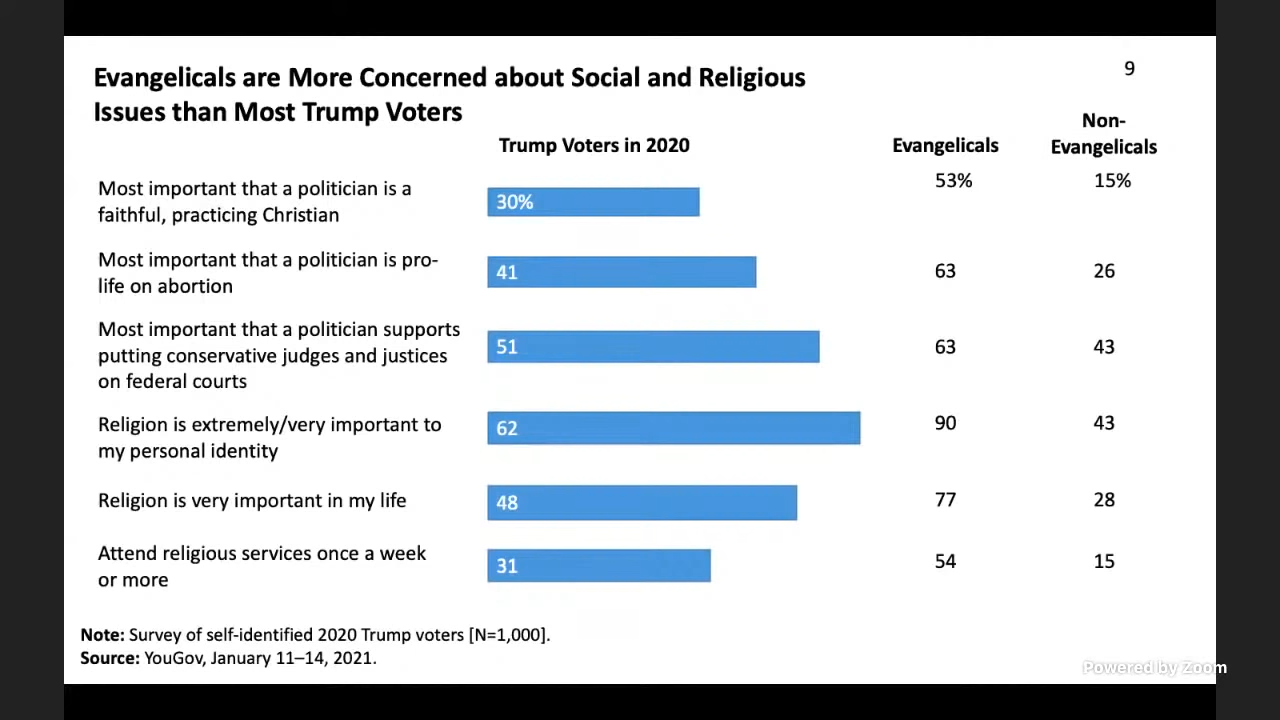 Evangelicals are More Concerned about Social and Religious
Issues than Most Trump Voters
9
Trump Voters in 2020
Evangelicals
Non-
Evangelicals
Most important that a politician is a
faithful, practicing Christian
30%
53%
15%
Most important that a politician is pro-
life on abortion
41
63
26
Most important that a politician supports
putting conservative judges and justices
on federal courts
51
63
43
Religion is extremely/very important to
my personal identity
62
90
43
Religion is very important in my life
48
77
28
Attend religious services once a week
or more
31
54
15
Note: Survey of self-identified 2020 Trump voters [N=1,000].
Source: YouGov, January 11–14, 2021.
Powered by Zoom